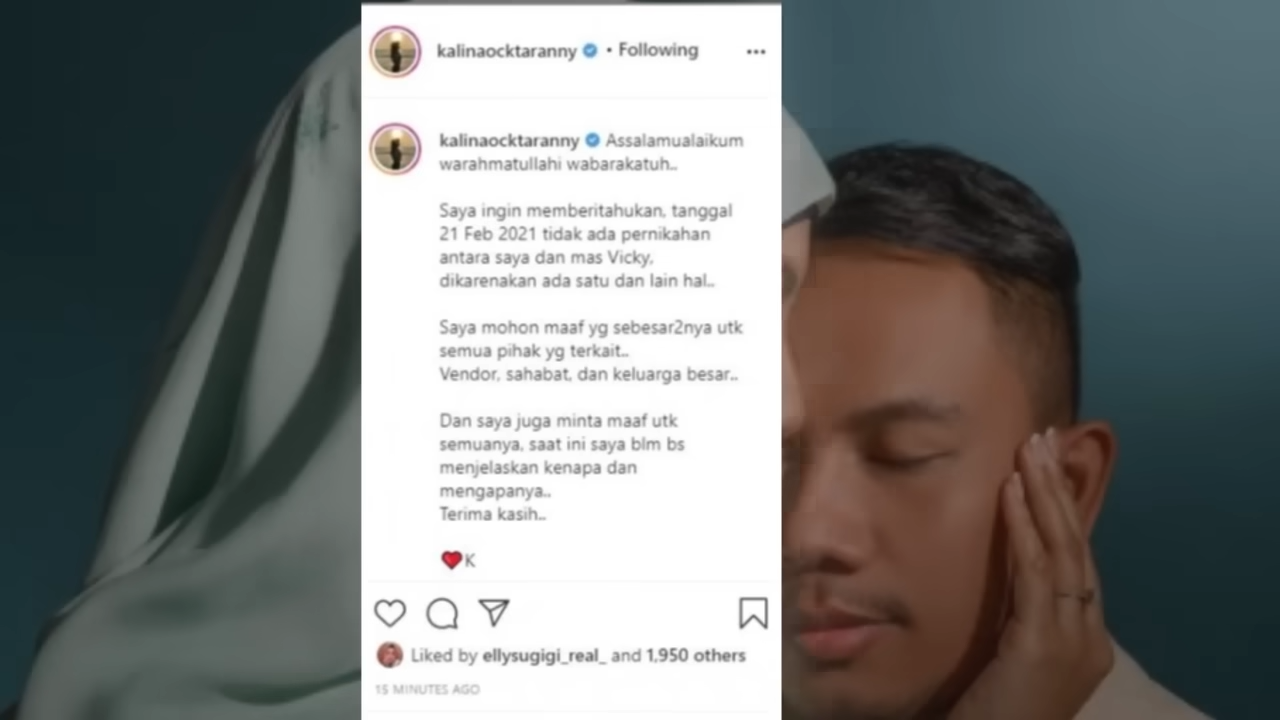 kalinaocktaranny • Following
kalinaocktaranny Assalamualaikum
warahmatullahi wabarakatuh..
Saya ingin memberitahukan, tanggal
21 Feb 2021 tidak ada pernikahan
antara saya dan mas Vicky,
dikarenakan ada satu dan lain hal..
Saya mohon maaf yg sebesar2nya utk
semua pihak yg terkait..
Vendor, sahabat, dan keluarga besar..
Dan saya juga minta maaf utk
semuanya, saat ini saya blm bs
menjelaskan kenapa dan
mengapanya..
Terima kasih..
❤️K
Liked by ellysugigi_real_ and 1,950 others
15 MINUTES AGO